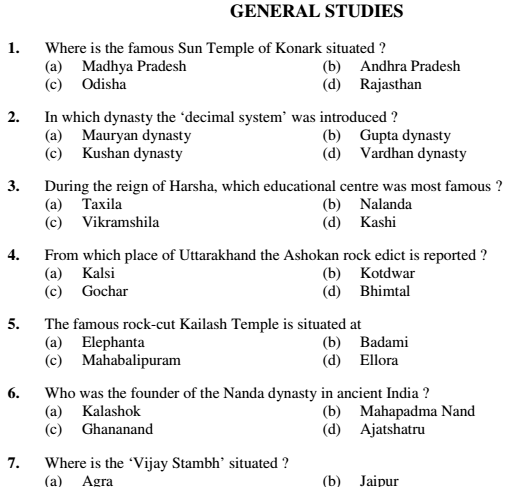 GENERAL STUDIES
1. Where is the famous Sun Temple of Konark situated ?
(a) Madhya Pradesh (b) Andhra Pradesh
(c) Odisha (d) Rajasthan
2. In which dynasty the ‘decimal system’ was introduced ?
(a) Mauryan dynasty (b) Gupta dynasty
(c) Kushan dynasty (d) Vardhan dynasty
3. During the reign of Harsha, which educational centre was most famous ?
(a) Taxila (b) Nalanda
(c) Vikramshila (d) Kashi
4. From which place of Uttarakhand the Ashokan rock edict is reported ?
(a) Kalsi (b) Kotdwar
(c) Gochar (d) Bhimtal
5. The famous rock-cut Kailash Temple is situated at
(a) Elephanta (b) Badami
(c) Mahabalipuram (d) Ellora
6. Who was the founder of the Nanda dynasty in ancient India ?
(a) Kalashok (b) Mahapadma Nand
(c) Ghananand (d) Ajatshatru
7. Where is the ‘Vijay Stambh’ situated ?
(a) Agra (b) Jaipur